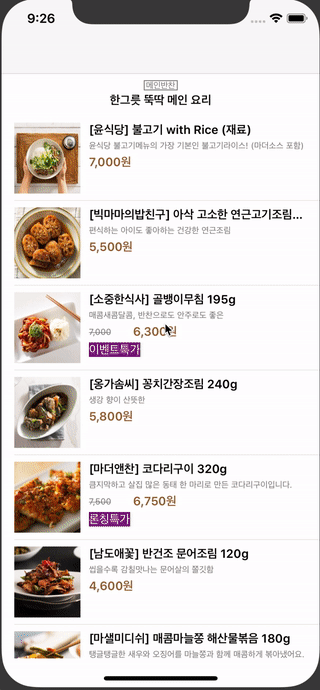 9:26
메인반찬
한그릇 뚝딱 메인 요리
[윤식당] 불고기 with Rice (재료)
윤식당 불고기메뉴의 가장 기본인 불고기라이스! (마더소스 포함)
7,000원
[빅마마의밥친구] 아삭 고소한 연근고기조림...
편식하는 아이도 좋아하는 건강한 연근조림
5,500원
[소중한식사] 골뱅이무침 195g
매콤새콤달콤, 반찬으로도 안주로도 좋은
7,000 6,300원
이벤트특가
[옹가솜씨] 꽁치간장조림 240g
생강 향이 산뜻한
5,800원
[마더앤찬] 코다리구이 320g
큼지막하고 살집 많은 동태 한 마리로 만든 코다리구이입니다.
7,500 6,750원
론칭특가
[남도애꽃] 반건조 문어조림 120g
씹을수록 감칠맛나는 문어살의 쫄깃함
4,600원
[마샐미디쉬] 매콤마늘쫑 해산물볶음 180g
탱글탱글한 새우와 오징어를 마늘쫑과 함께 매콤하게 볶아냈어요.